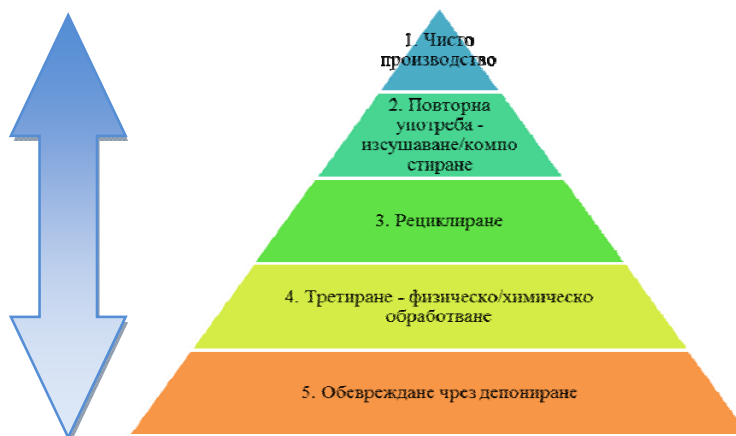 1. Чисто
производство
2. Повторна
употреба -
изсушаване/компо
стиране
3. Рециклиране
4. Третиране - физическо/химическо
обработване
5. Обевреждане чрез депониране